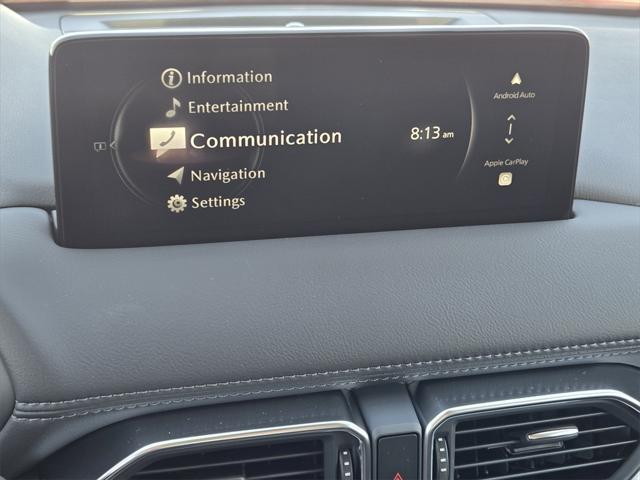 Information
Entertainment
Communication
8:13 am
Navigation
Settings
Android Auto
Apple CarPlay